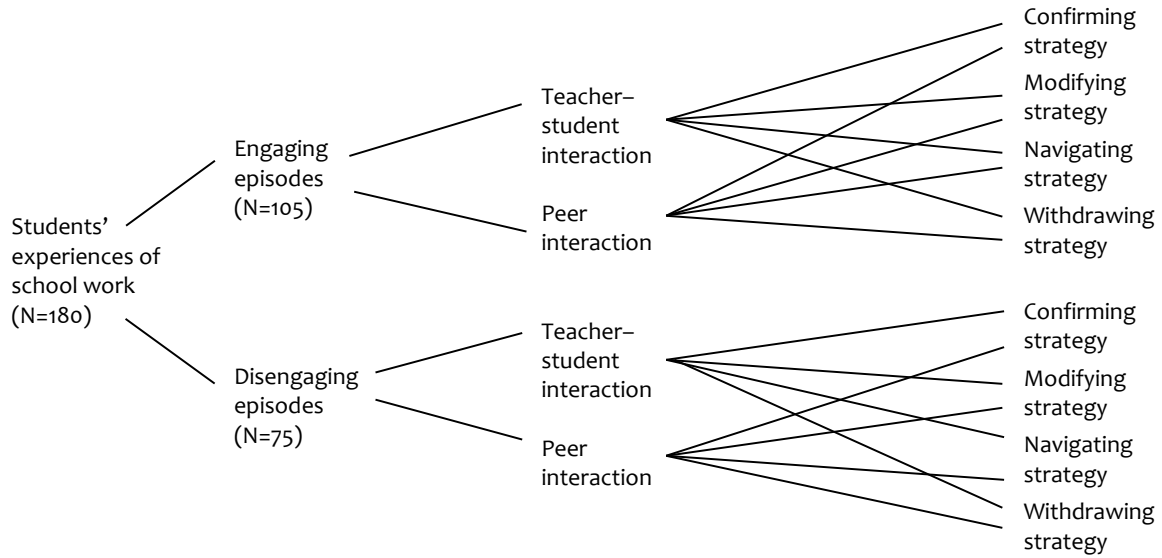 Students’
experiences of
school work
(N=180)
Engaging
episodes
(N=105)
Disengaging
episodes
(N=75)
Teacher–
student
interaction
Peer
interaction
Teacher–
student
interaction
Peer
interaction
Confirming
strategy
Modifying
strategy
Navigating
strategy
Withdrawing
strategy
Confirming
strategy
Modifying
strategy
Navigating
strategy
Withdrawing
strategy